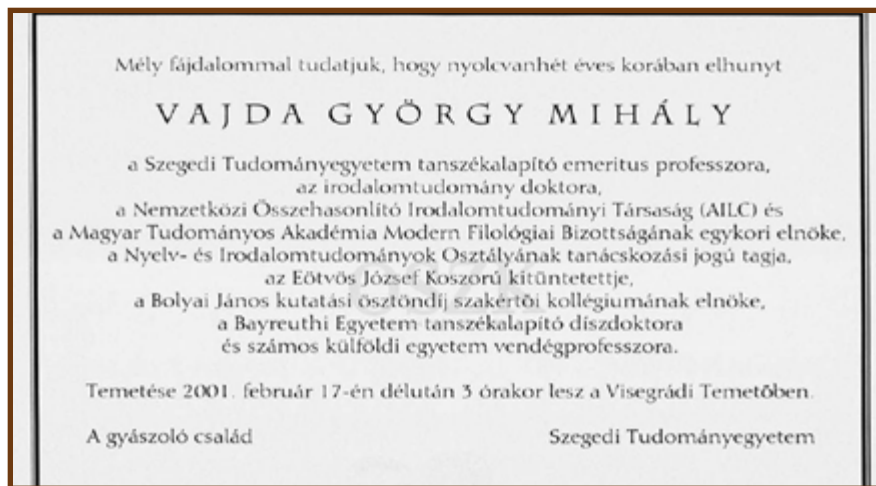 Mély fájdalommal tudatjuk, hogy nyolcvanhét éves korában elhunyt
VAJDA GYÖRGY MIHÁLY
a Szegedi Tudományegyetem tanszékalapító emeritus professzora,
az irodalomtudomány doktora,
a Nemzetközi Összehasonlító Irodalomtudományi Társaság (AILC) és
a Magyar Tudományos Akadémia Modern Filológiai Bizottságának egykori elnöke,
a Nyelv- és Irodalomtudományok Osztályának tanácskozási jogú tagja,
az Eötvös József Koszorú kitüntetettje,
a Bolyai János kutatási ösztöndíj szakértõi kollégiumának elnöke,
a Bayreuthi Egyetem tanszékalapító díszdoktora
és számos külföldi egyetem vendégprofesszora.
OSZK
Temetése 2001. február 17-én délután 3 órakor lesz a Visegrádi Temetõben.
A gyászoló család
Szegedi Tudományegyetem